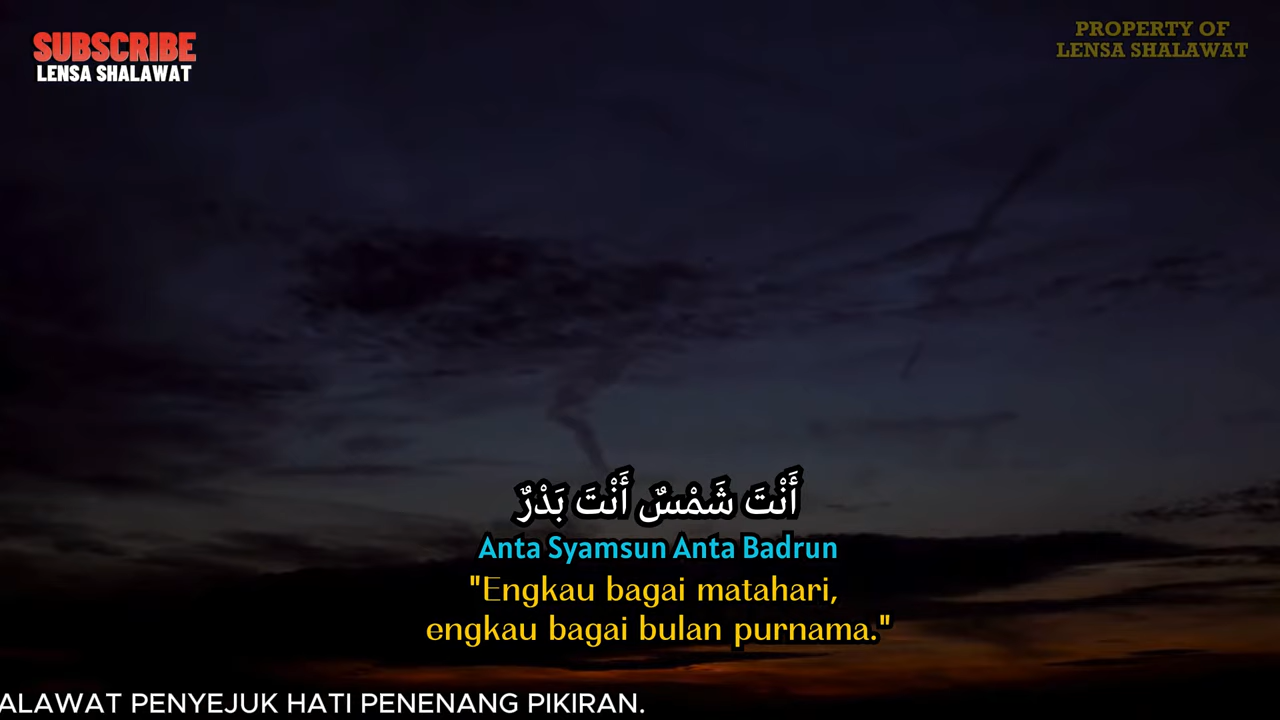 SUBSCRIBE
LENSA SHALAWAT
PROPERTY OF
LENSA SHALAWAT
أَنْتَ شَمْسٌ أَنْتَ بَدْرٌ
Anta Syamsun Anta Badrun
"Engkau bagai matahari,
engkau bagai bulan purnama."
ALAWAT PENYEJUK HATI PENENANG PIKIRAN.